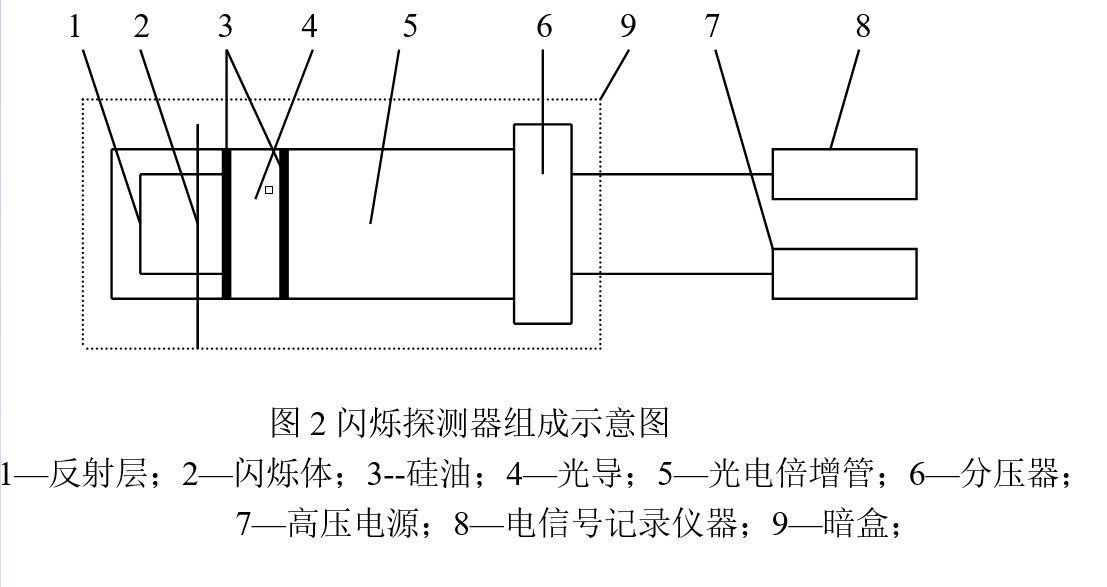 1 2 3 4 5 6 9 7 8
图 2 闪烁探测器组成示意图
1—反射层；2—闪烁体；3--硅油；4—光导；5—光电倍增管；6—分压器；
7—高压电源；8—电信号记录仪器；9—暗盒；